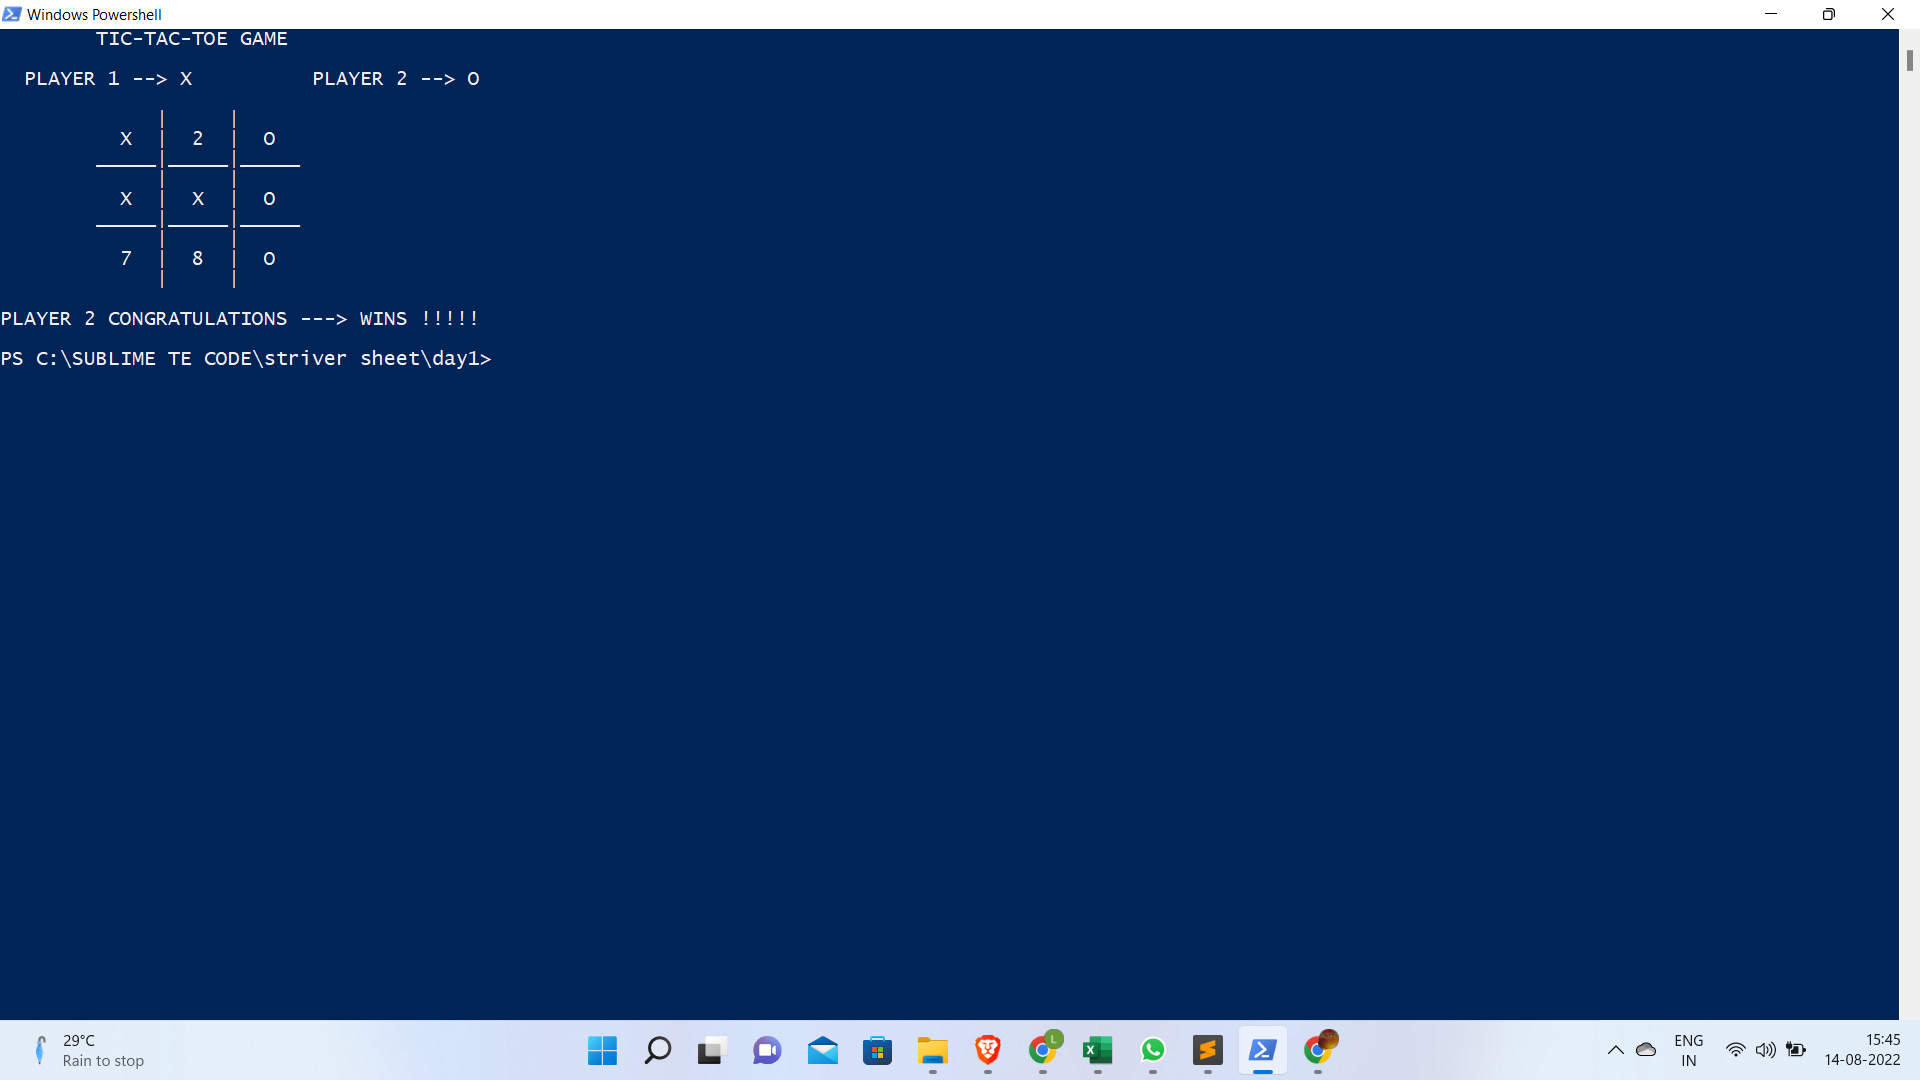 Windows Powershell
TIC-TAC-TOE GAME
PLAYER 1 --> X PLAYER 2 --> O
X | 2 | O
X | X | O
7 | 8 | O
PLAYER 2 CONGRATULATIONS ---> WINS !!!!!
PS C:\SUBLIME TE CODE\striver sheet\day1>
29°C
Rain to stop
L
ENG
IN
15:45
14-08-2022